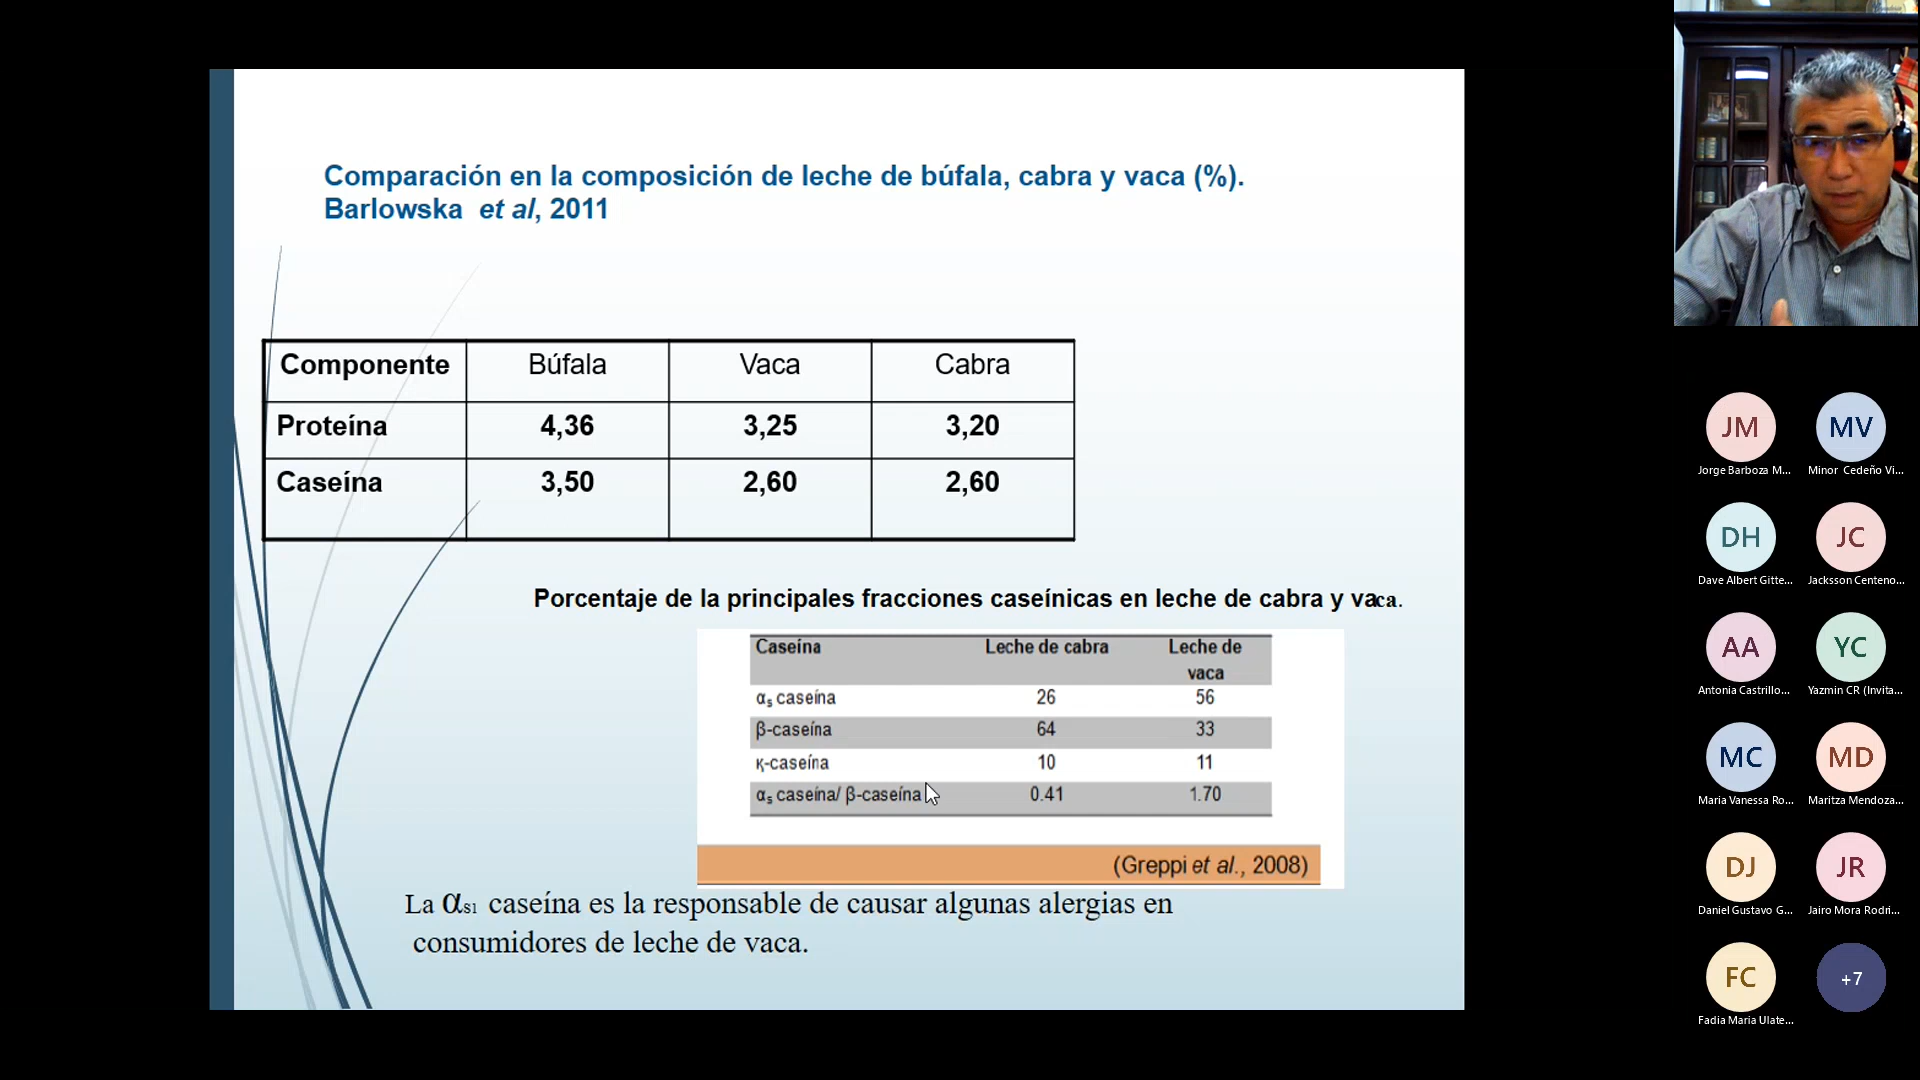 Comparación en la composición de leche de búfala, cabra y vaca (%).
Barlowska et al, 2011
Componente Búfala Vaca Cabra
Proteína 4,36 3,25 3,20
Caseína 3,50 2,60 2,60
Porcentaje de la principales fracciones caseínicas en leche de cabra y vaca.
Caseína Leche de cabra Leche de
vaca
αs caseína 26 56
β-caseína 64 33
κ-caseína 10 11
αs caseína/ β-caseína 0.41 1.70
(Greppi et al., 2008)
La αs1 caseína es la responsable de causar algunas alergias en
consumidores de leche de vaca.
JM MV
Jorge Barboza M... Minor Cedeño Vi...
DH JC
Dave Albert Gitte... Jacksson Centeno...
AA YC
Antonia Castrillo... Yazmin CR (Invita...
MC MD
Maria Vanessa Ro... Maritza Mendoza...
DJ JR
Daniel Gustavo G... Jairo Mora Rodri...
FC +7
Fadia Maria Ulate...